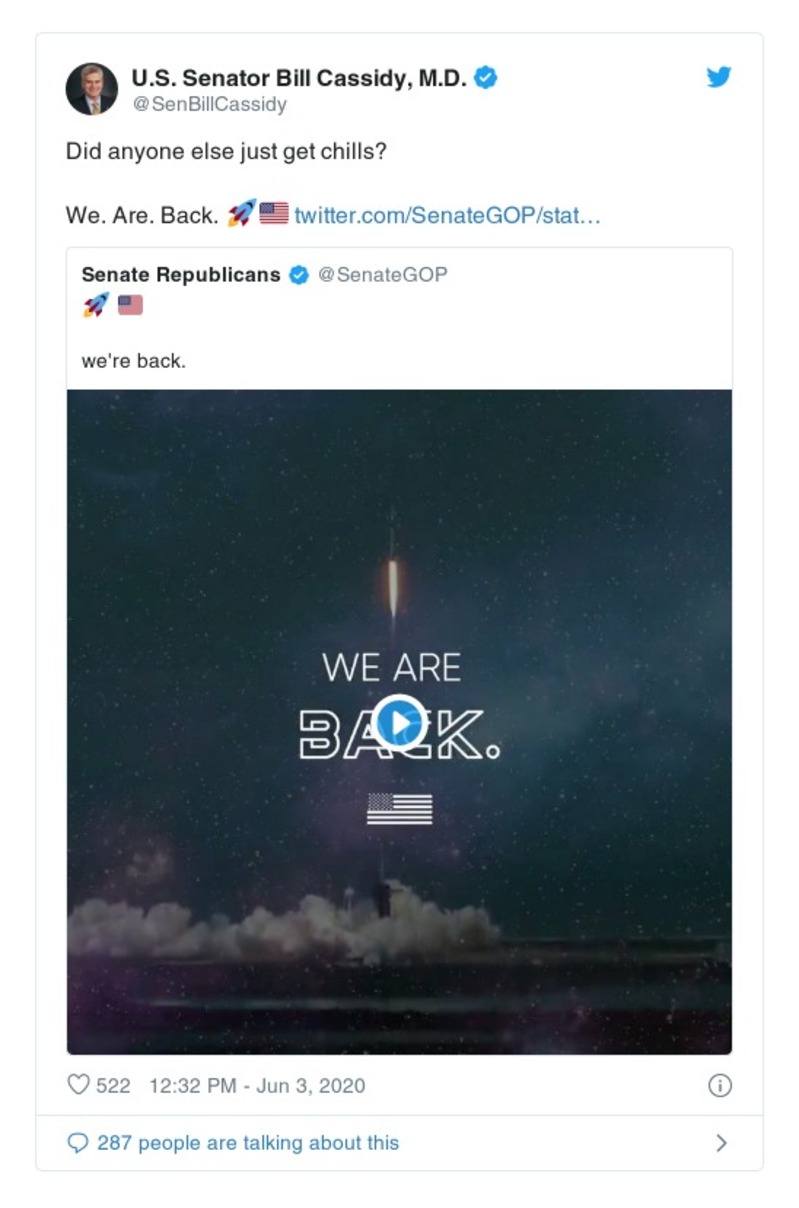 U.S. Senator Bill Cassidy, M.D.
@SenBillCassidy
Did anyone else just get chills?
We. Are. Back. 🚀🇺🇸 twitter.com/SenateGOP/stat…
Senate Republicans @SenateGOP
🚀 🇺🇸
we're back.
WE ARE
BACK.
522 12:32 PM - Jun 3, 2020
287 people are talking about this